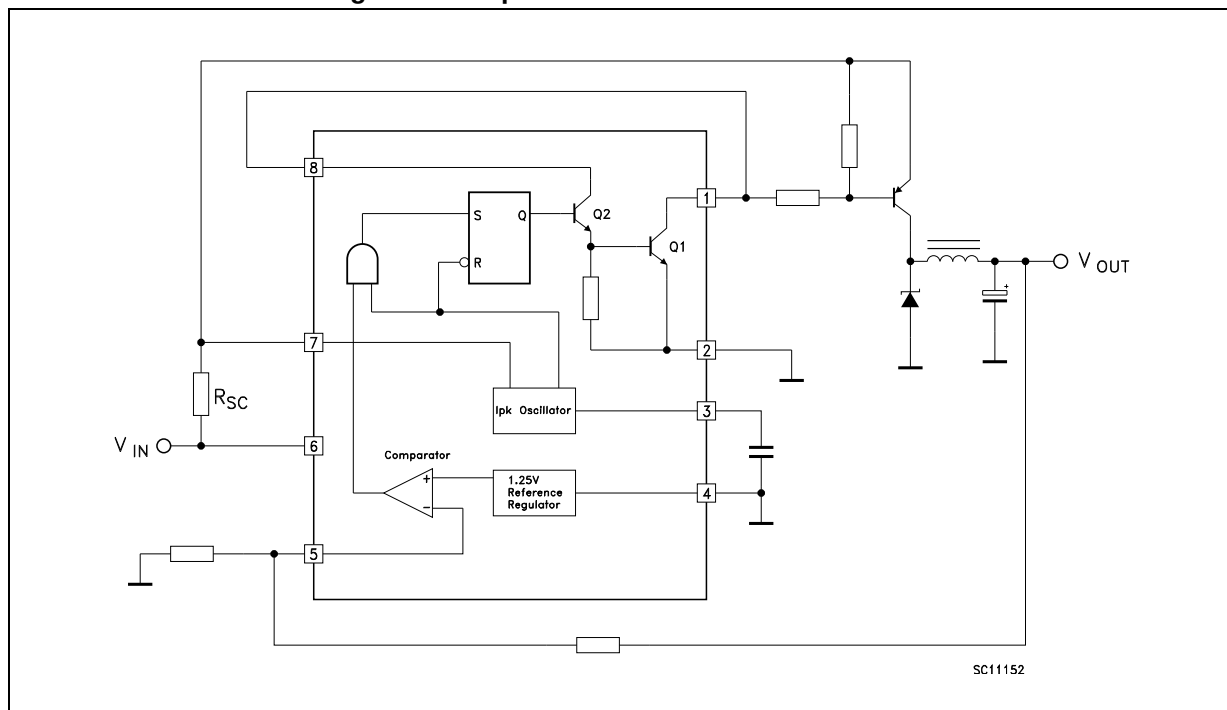 8
S
Q
Q2
1
Q1
R
V OUT
7
2
RSC
Ipk Oscillator
3
V IN
6
Comparator
+
-
1.25V
Reference
Regulator
4
5
+
SC11152